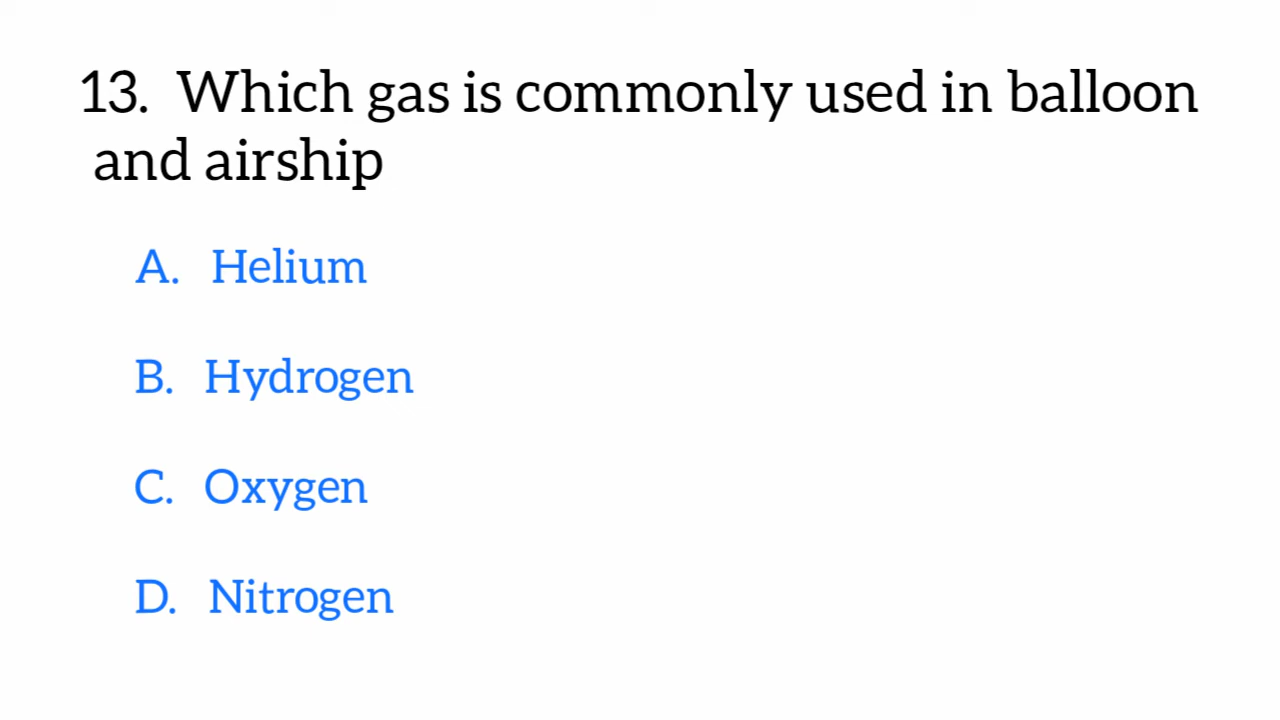 13. Which gas is commonly used in balloon
and airship
A. Helium
B. Hydrogen
C. Oxygen
D. Nitrogen